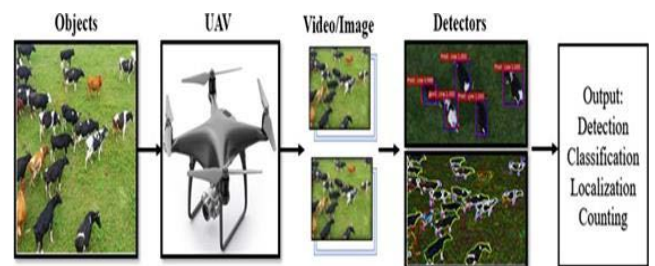 Objects
UAV
Video/Image
Detectors
Output:
Detection
Classification
Localization
Counting